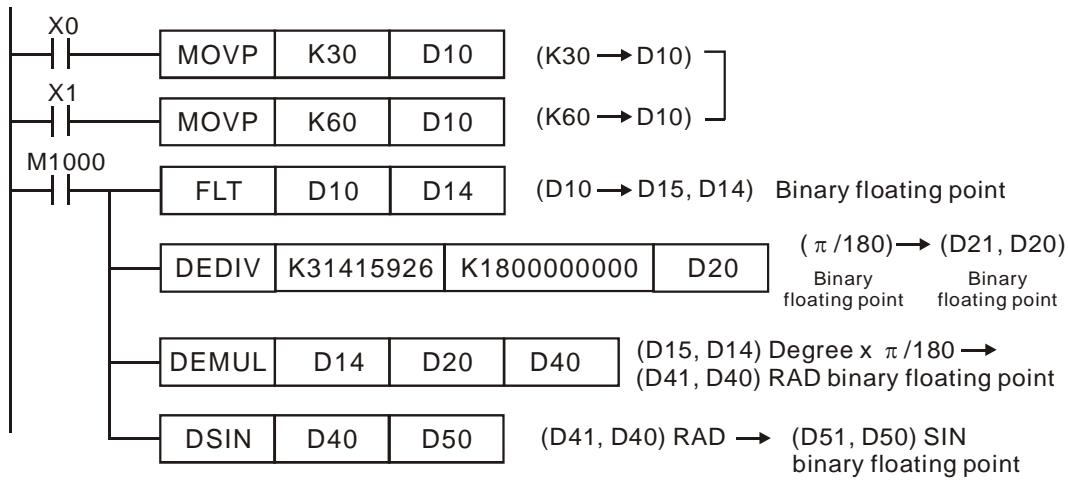 X0
MOVP K30 D10 (K30 → D10)
X1
MOVP K60 D10 (K60 → D10)
M1000
FLT D10 D14 (D10 → D15, D14) Binary floating point
DEDIV K31415926 K1800000000 D20 ( π /180) → (D21, D20)
Binary floating point Binary floating point
DEMUL D14 D20 D40 (D15, D14) Degree x π /180 →
(D41, D40) RAD binary floating point
DSIN D40 D50 (D41, D40) RAD → (D51, D50) SIN
binary floating point